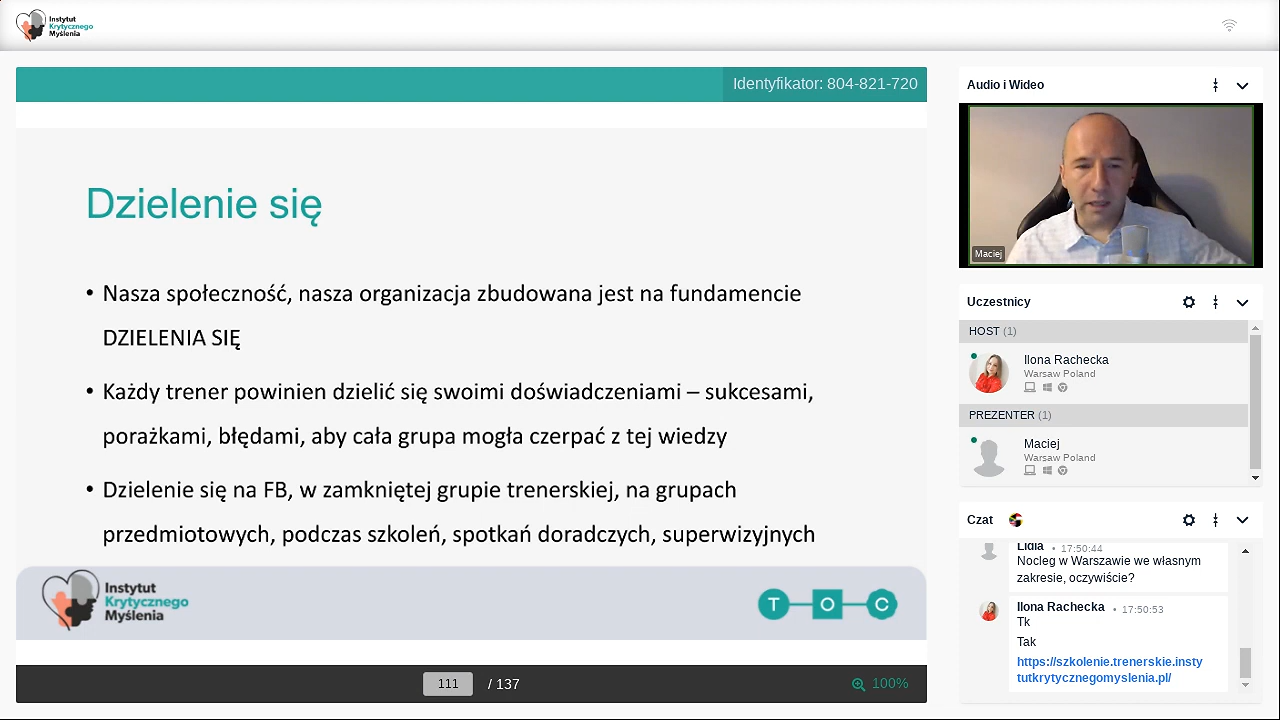 Instytut
Krytycznego
Myślenia
Identyfikator: 804-821-720
Dzielenie się
• Nasza społeczność, nasza organizacja zbudowana jest na fundamencie
DZIELENIA SIĘ
• Każdy trener powinien dzielić się swoimi doświadczeniami – sukcesami,
porażkami, błędami, aby cała grupa mogła czerpać z tej wiedzy
• Dzielenie się na FB, w zamkniętej grupie trenerskiej, na grupach
przedmiotowych, podczas szkoleń, spotkań doradczych, superwizyjnych
Instytut
Krytycznego
Myślenia
T O C
111 / 137
100%
Audio i Wideo
Maciej
Uczestnicy
HOST (1)
Ilona Rachecka
Warsaw Poland
PREZENTER (1)
Maciej
Warsaw Poland
Czat
Lidia • 17:50:44
Nocleg w Warszawie we własnym
zakresie, oczywiście?
Ilona Rachecka • 17:50:53
Tk
Tak
https://szkolenie.trenerskie.insty
tutkrytycznegomyslenia.pl/